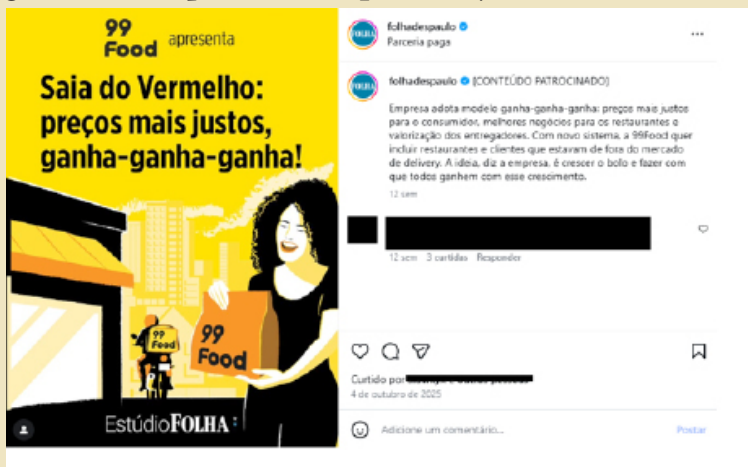 99
Food
apresenta
Saia do Vermelho:
preços mais justos,
ganha-ganha-ganha!
99
Food
99
Food
EstúdioFOLHA:
FOLHA
folhadespaulo
Parceria paga
FOLHA
folhadespaulo [CONTEÚDO PATROCINADO]
Empresa adota modelo ganha-ganha-ganha: preços mais justos
para o consumidor, melhores negócios para os restaurantes e
valorização dos entregadores. Com novo sistema, a 99Food quer
incluir restaurantes e clientes que estavam de fora do mercado
de delivery. A ideia, diz a empresa, é crescer o bolo e fazer com
que todos ganhem com esse crescimento.
12 sem
12 sem 3 curtidas Responder
Curtido por
4 de outubro de 2025
Adicione um comentário...
Postar